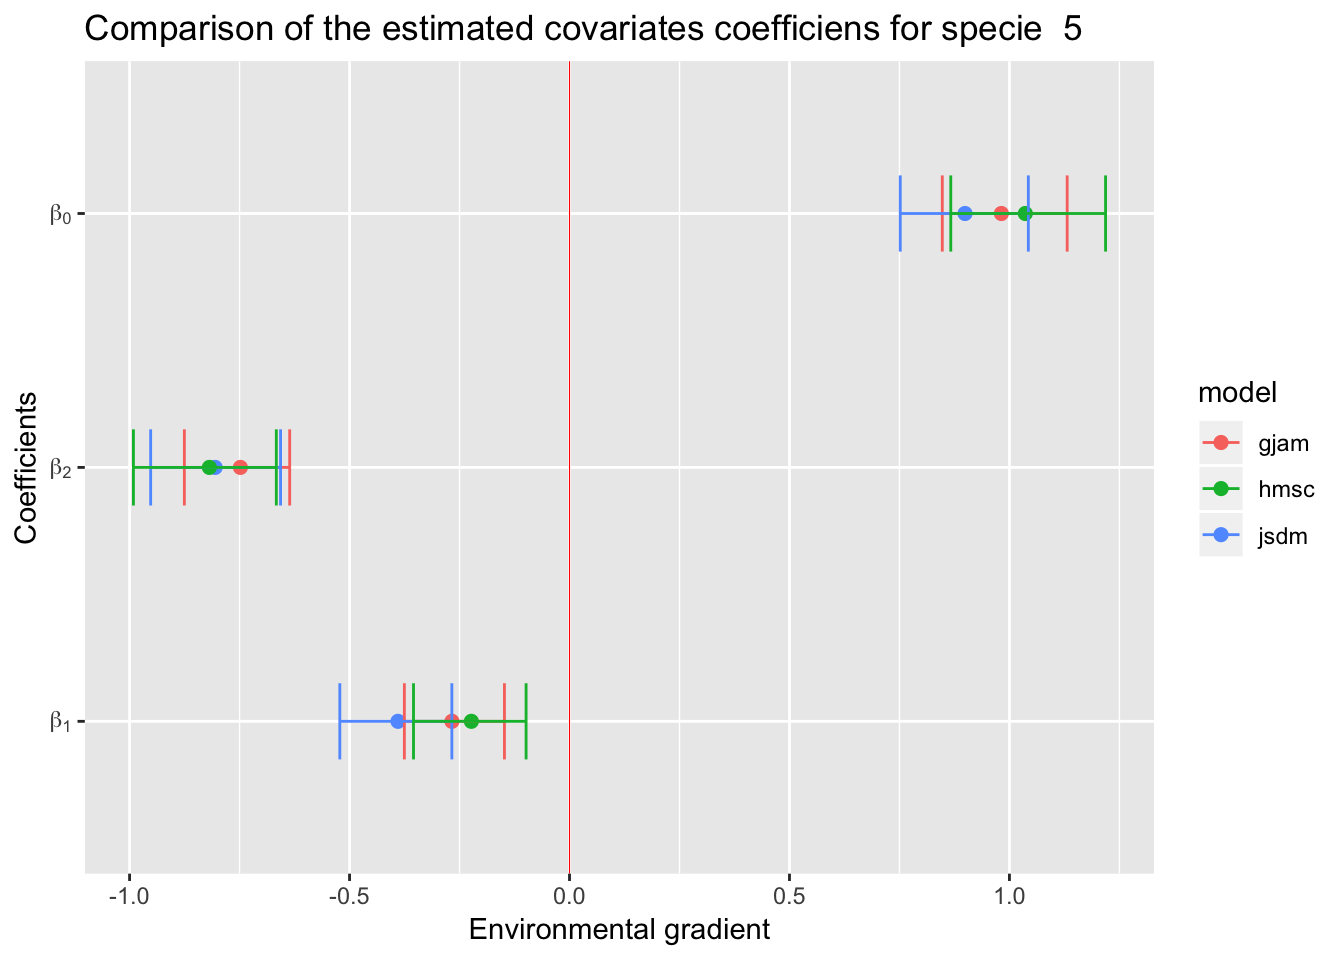 Comparison of the estimated covariates coefficiens for specie  5
Coefficients
β₀
β₂
β₁
-1.0
-0.5
0.0
0.5
1.0
Environmental gradient
model
gjam
hmsc
jsdm